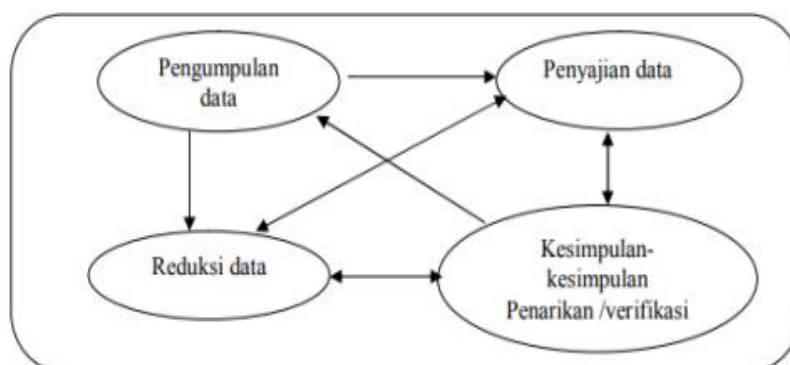 Pengumpulan
data
Penyajian data
Reduksi data
Kesimpulan-
kesimpulan
Penarikan /verifikasi